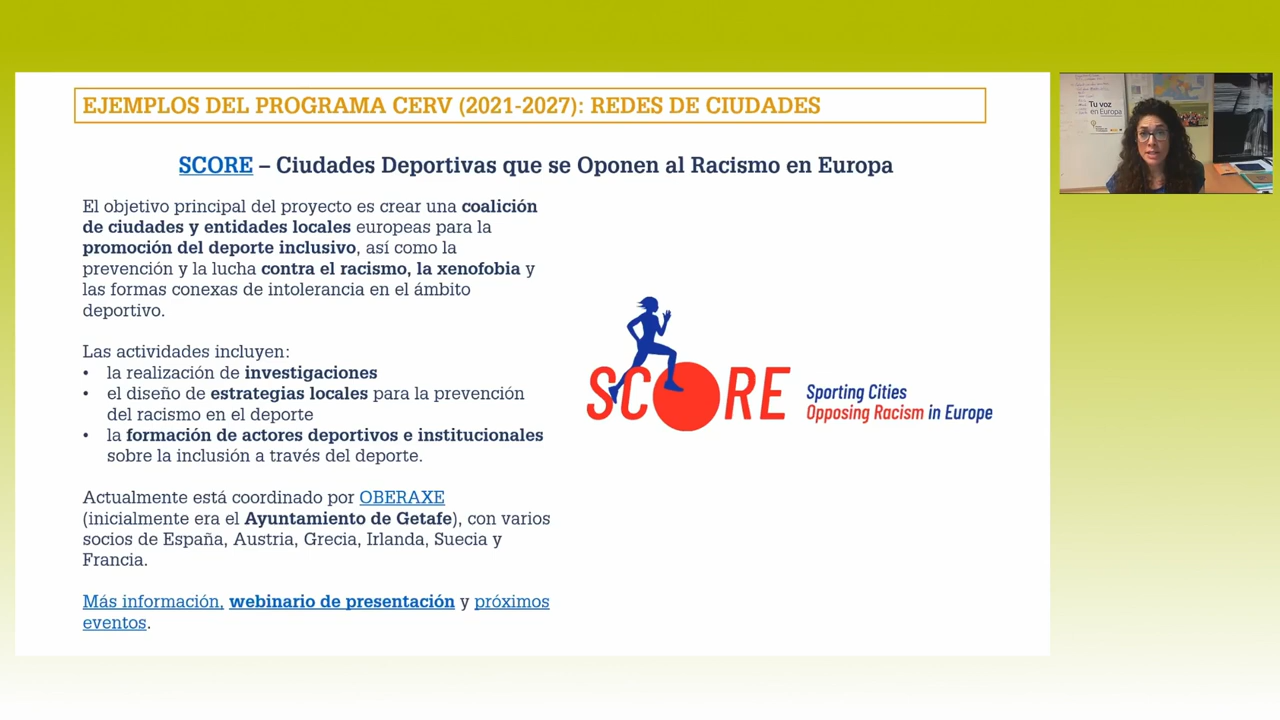 EJEMPLOS DEL PROGRAMA CERV (2021-2027): REDES DE CIUDADES
SCORE – Ciudades Deportivas que se Oponen al Racismo en Europa
El objetivo principal del proyecto es crear una coalición
de ciudades y entidades locales europeas para la
promoción del deporte inclusivo, así como la
prevención y la lucha contra el racismo, la xenofobia y
las formas conexas de intolerancia en el ámbito
deportivo.
Las actividades incluyen:
• la realización de investigaciones
• el diseño de estrategias locales para la prevención
del racismo en el deporte
• la formación de actores deportivos e institucionales
sobre la inclusión a través del deporte.
Actualmente está coordinado por OBERAXE
(inicialmente era el Ayuntamiento de Getafe), con varios
socios de España, Austria, Grecia, Irlanda, Suecia y
Francia.
Más información, webinario de presentación y próximos
eventos.
SCORE
Sporting Cities
Opposing Racism in Europe
Tu voz
en Europa